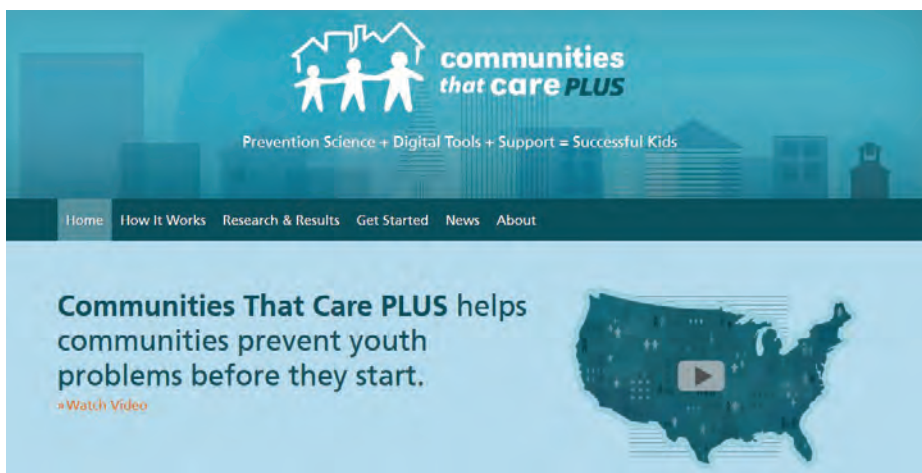 communities
that care PLUS
Prevention Science + Digital Tools + Support = Successful Kids
Home How It Works Research & Results Get Started News About
Communities That Care PLUS helps
communities prevent youth
problems before they start.
»Watch Video